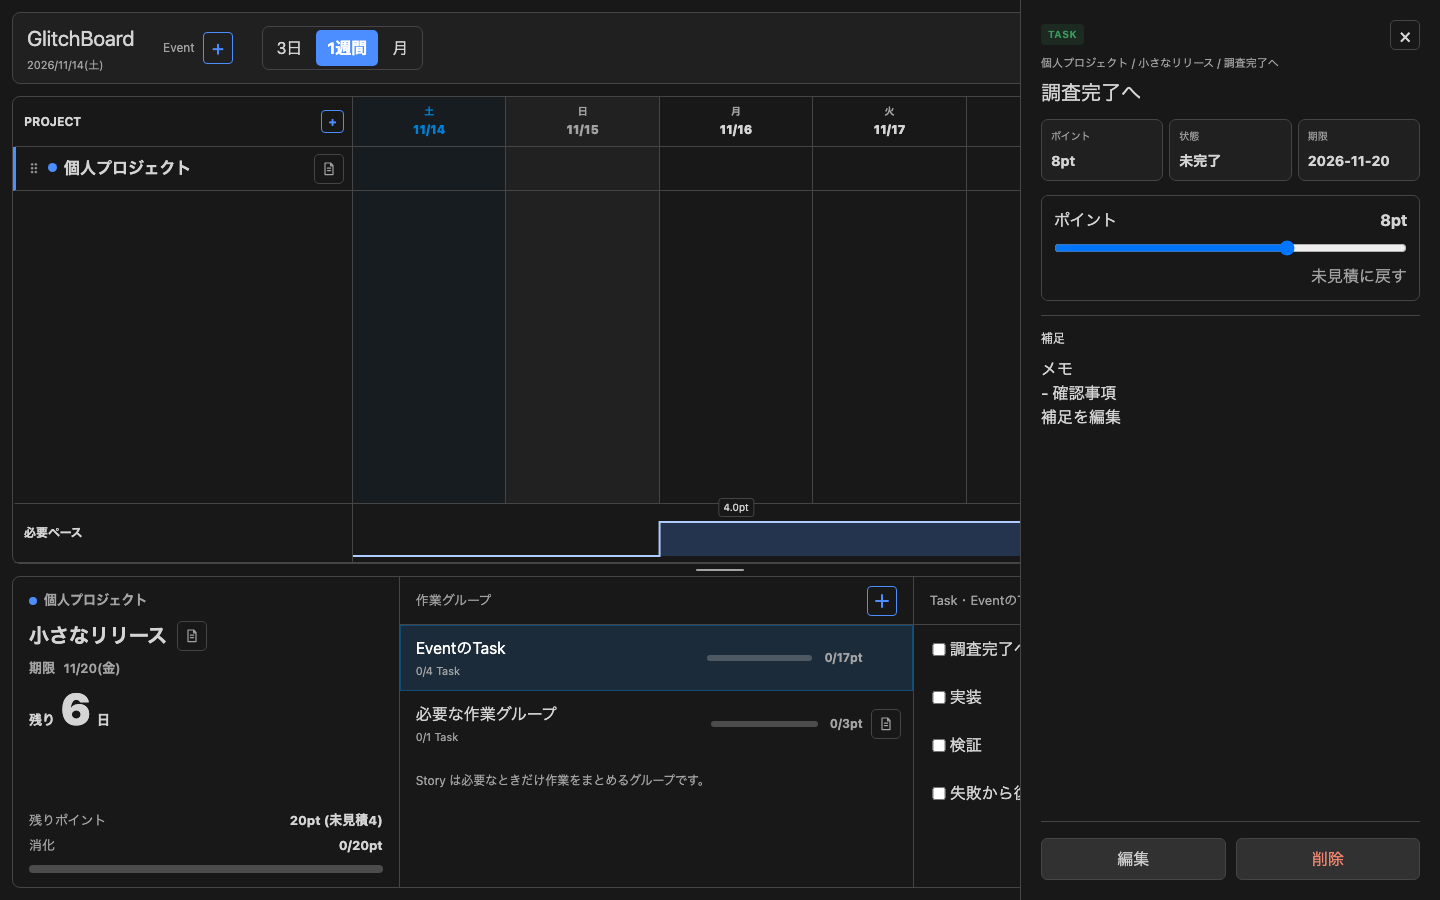 GlitchBoard
2026/11/14(土)
Event
+
3日
1週間
月
PROJECT
+
土
11/14
日
11/15
月
11/16
火
11/17
個人プロジェクト
必要ペース
4.0pt
個人プロジェクト
小さなリリース
期限 11/20(金)
残り 6 日
残りポイント 20pt (未見積4)
消化 0/20pt
作業グループ
+
EventのTask
0/4 Task
0/17pt
必要な作業グループ
0/1 Task
0/3pt
Story は必要なときだけ作業をまとめるグループです。
Task・Eventの
調査完了へ
実装
検証
失敗から
TASK
×
個人プロジェクト / 小さなリリース / 調査完了へ
調査完了へ
ポイント
8pt
状態
未完了
期限
2026-11-20
ポイント 8pt
未見積に戻す
補足
メモ
- 確認事項
補足を編集
編集
削除